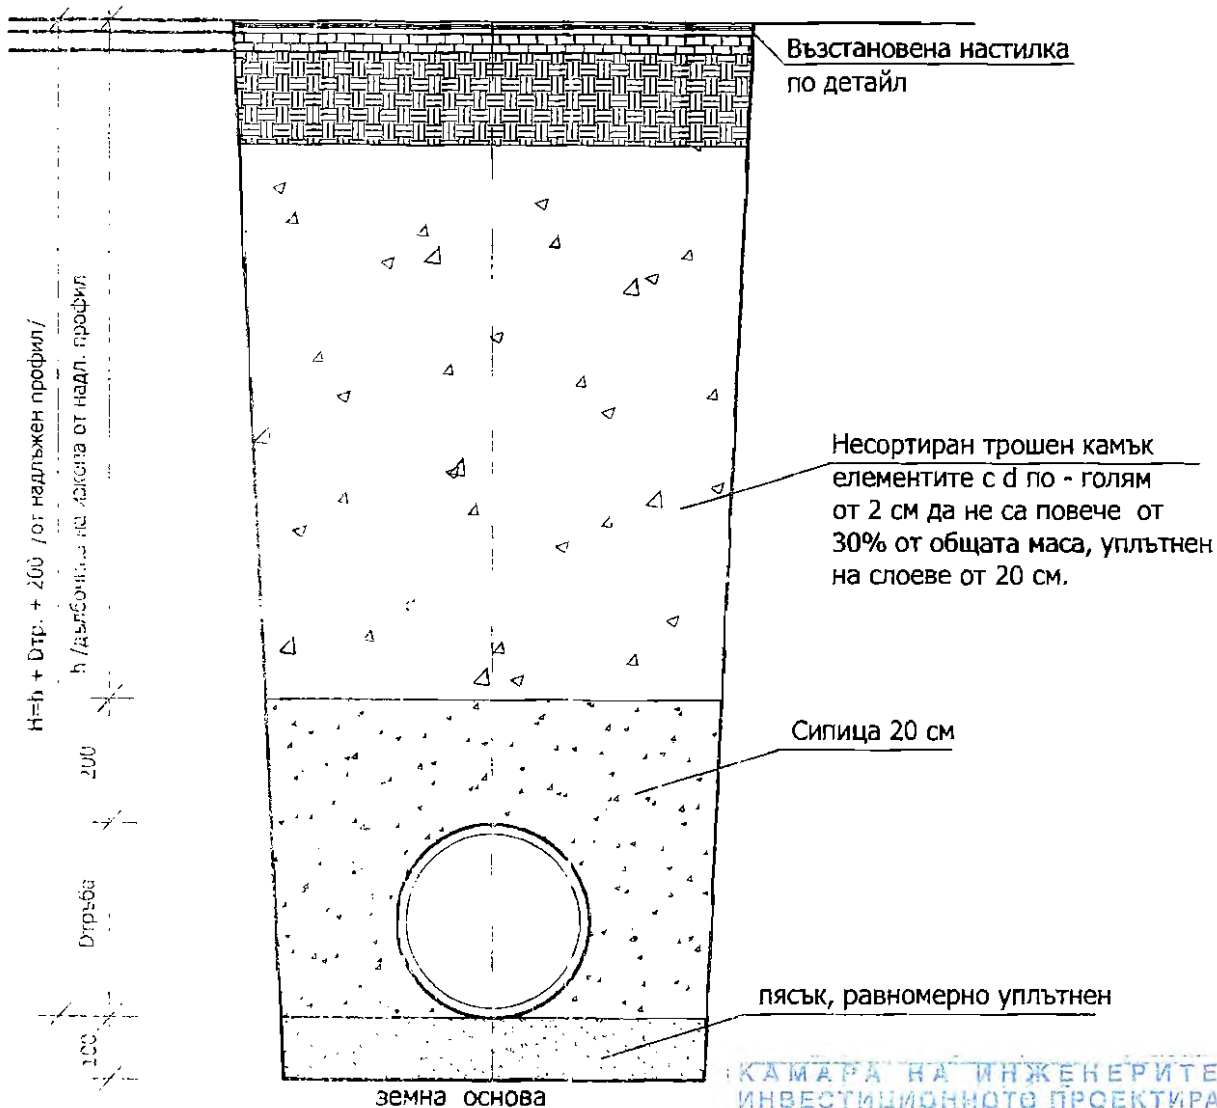 Възстановена настилка
по детайл
Несортиран трошен камък
елементите с d по - голям
от 2 см да не са повече от
30% от общата маса, уплътнен
на слоеве от 20 см.
Сипица 20 см
пясък, равномерно уплътнен
земна основа
H=h + Dтр. + 200 /от надлъжен профил/
h /дълбочина на изкопа от надл. профил
200
Dтръба
100
КАМАРА НА ИНЖЕНЕРИТЕ
ИНВЕСТИЦИОННОТО ПРОЕКТИРА